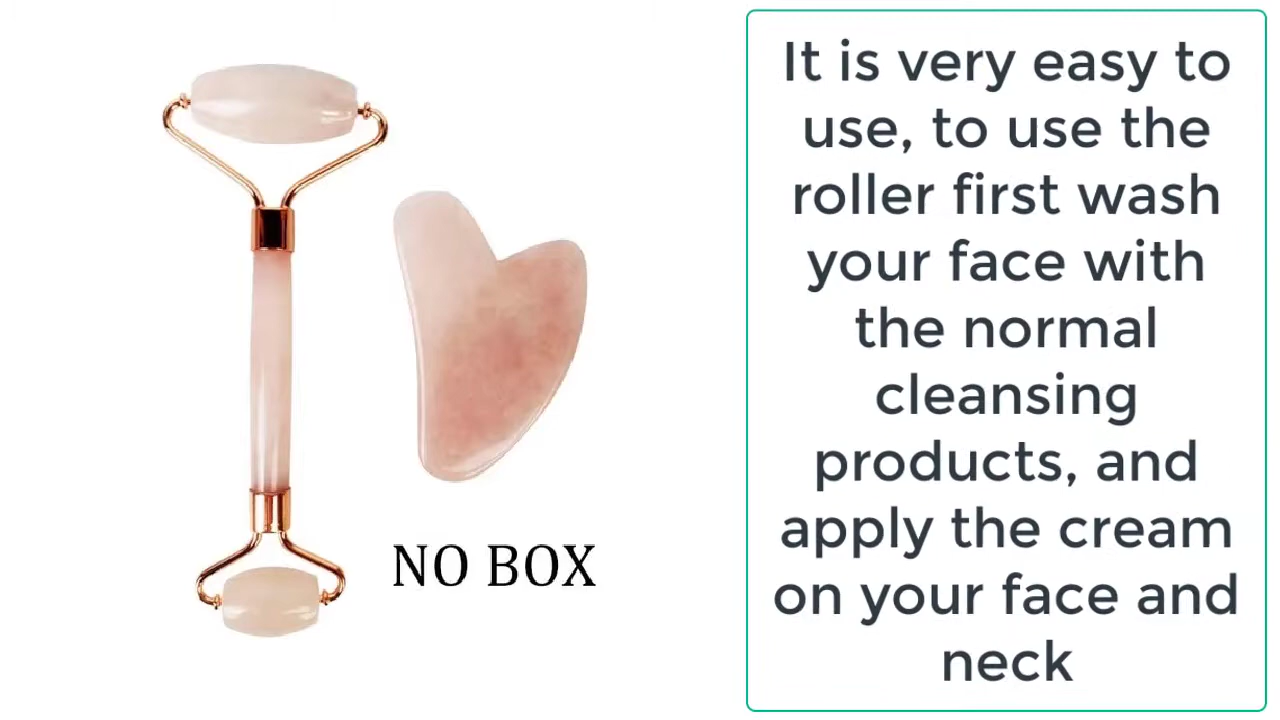 NO BOX
It is very easy to
use, to use the
roller first wash
your face with
the normal
cleansing
products, and
apply the cream
on your face and
neck